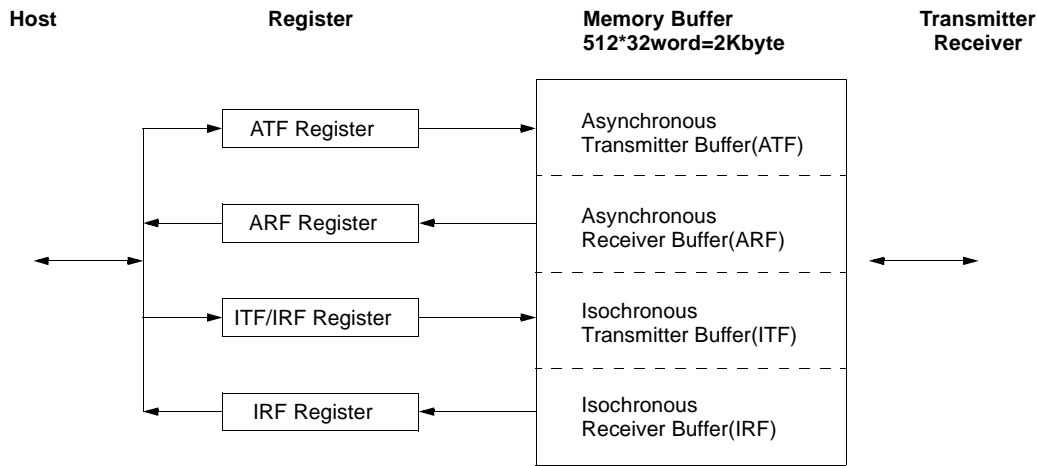 Host
Register
Memory Buffer
512*32word=2Kbyte
Transmitter
Receiver
ATF Register
Asynchronous
Transmitter Buffer(ATF)
ARF Register
Asynchronous
Receiver Buffer(ARF)
ITF/IRF Register
Isochronous
Transmitter Buffer(ITF)
IRF Register
Isochronous
Receiver Buffer(IRF)